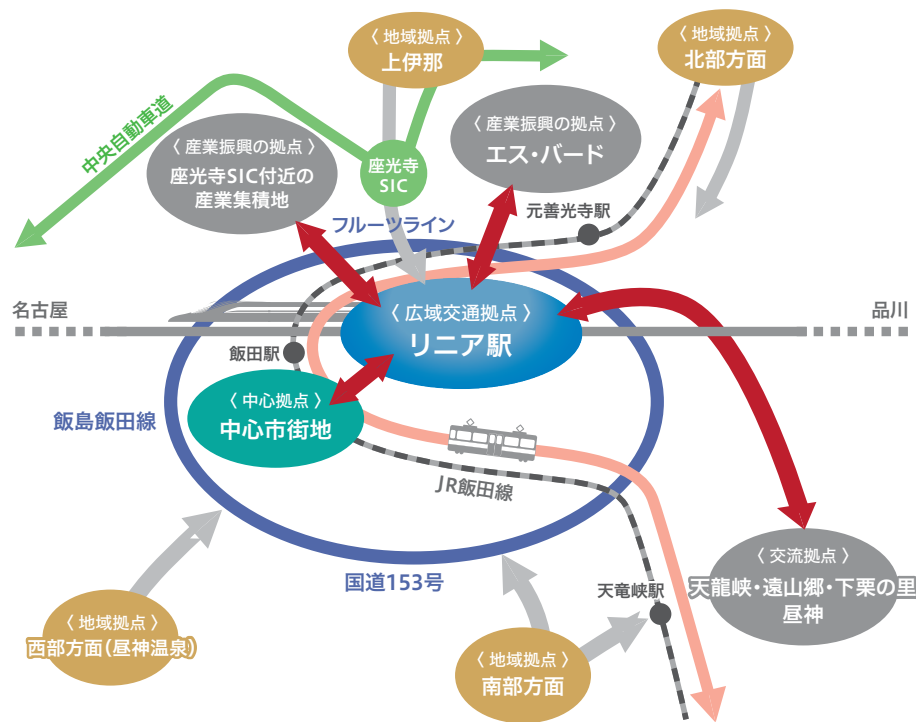 〈 地域拠点 〉
上伊那
〈 地域拠点 〉
北部方面
中央自動車道
〈 産業振興の拠点 〉
座光寺SIC付近の
産業集積地
座光寺
SIC
〈 産業振興の拠点 〉
エス・バード
元善光寺駅
フルーツライン
名古屋
品川
〈 広域交通拠点 〉
リニア駅
飯田駅
〈 中心拠点 〉
中心市街地
飯島飯田線
JR飯田線
国道153号
〈 交流拠点 〉
天龍峡・遠山郷・下栗の里
昼神
天竜峡駅
〈 地域拠点 〉
西部方面(昼神温泉)
〈 地域拠点 〉
南部方面